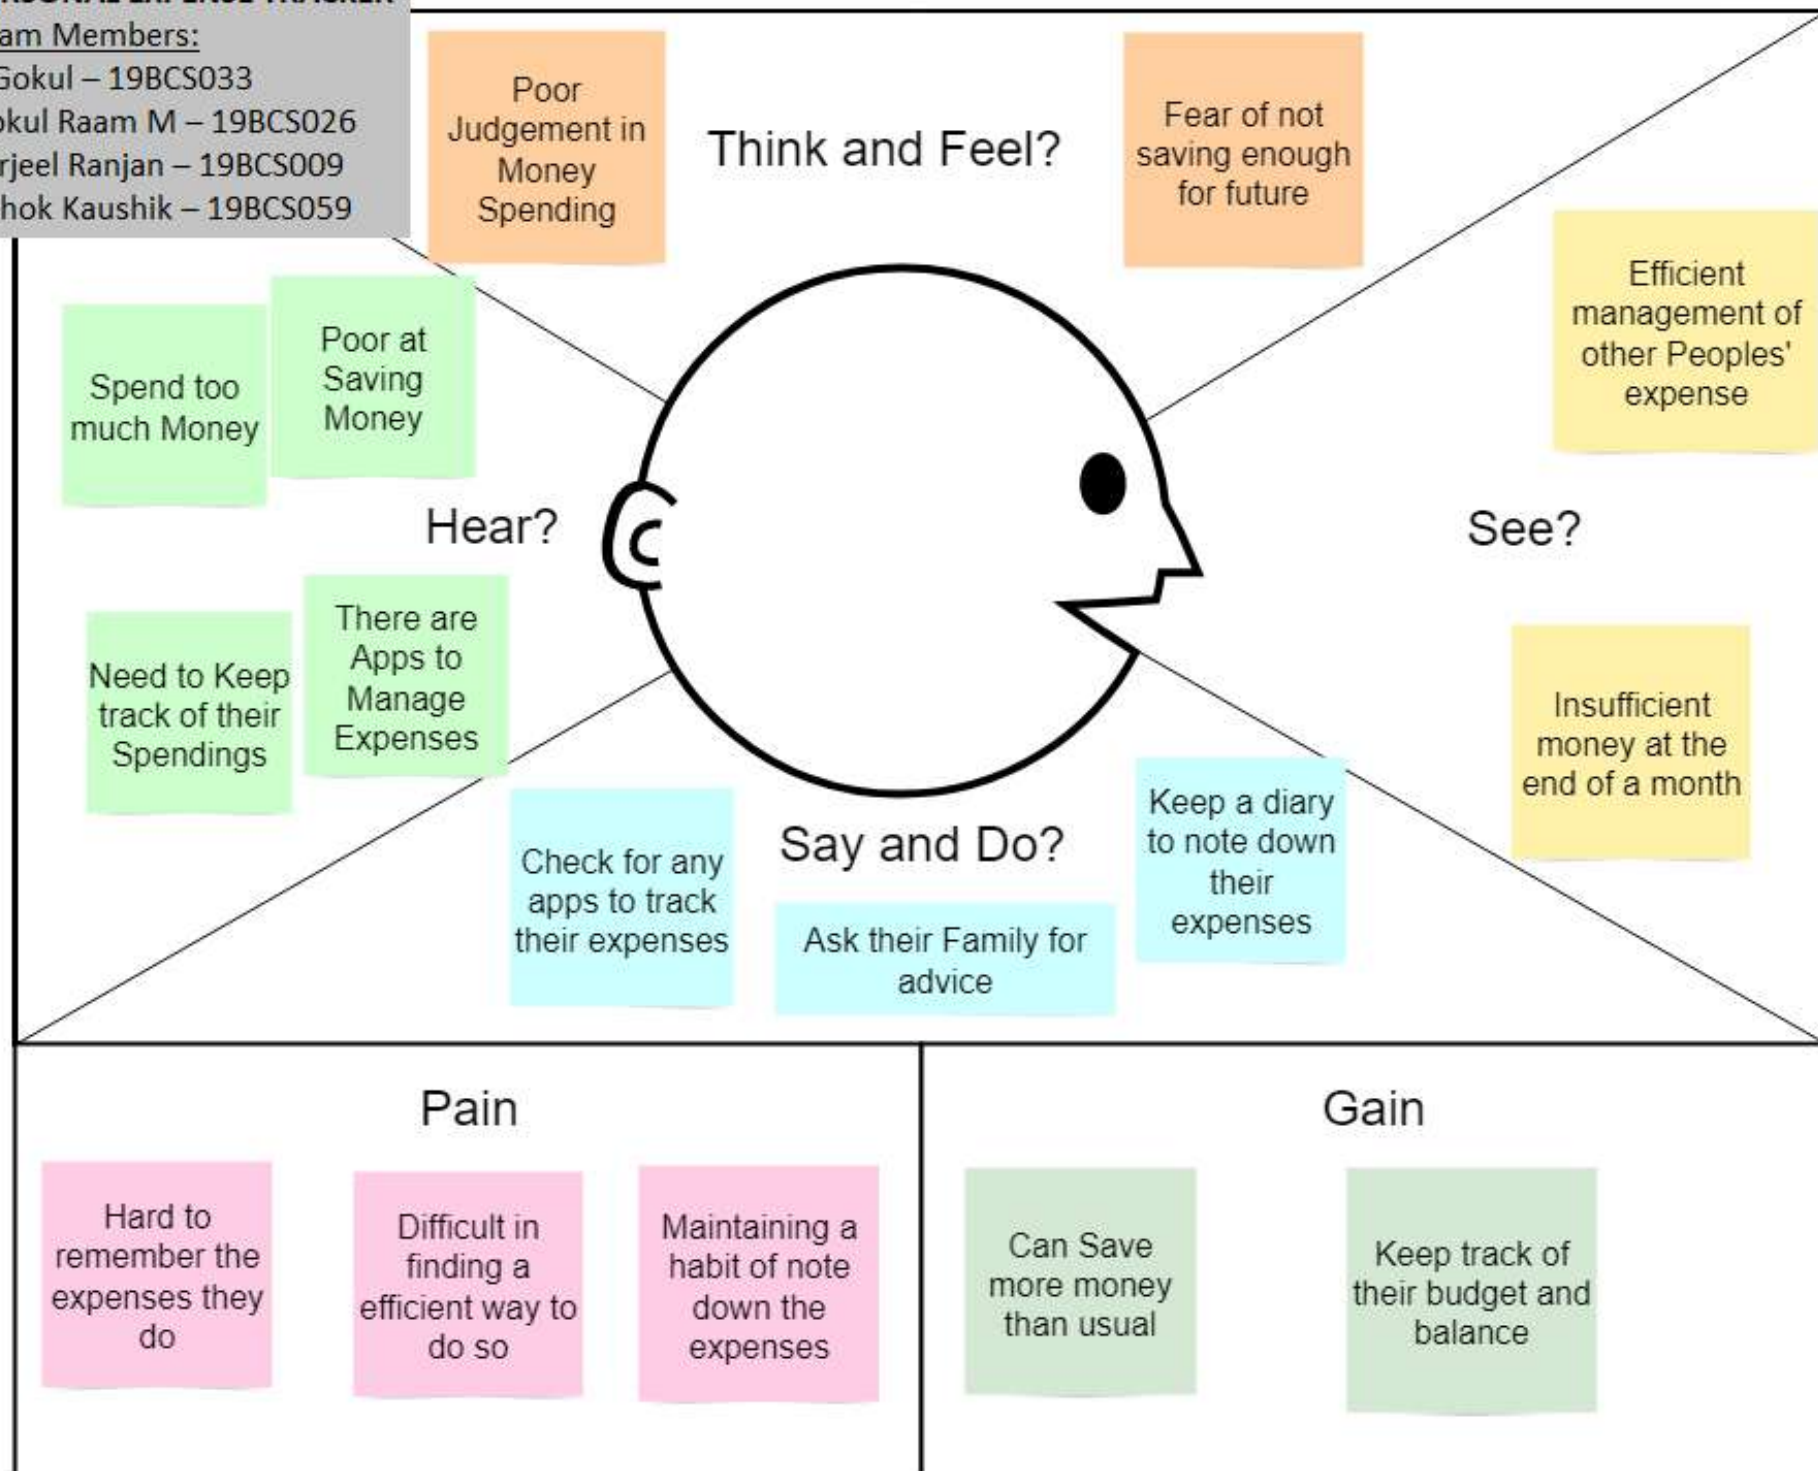 am Members:
Gokul – 19BCS033
okul Raam M – 19BCS026
rjeel Ranjan – 19BCS009
hok Kaushik – 19BCS059
Poor
Judgement in
Money
Spending
Think and Feel?
Fear of not
saving enough
for future
Efficient
management of
other Peoples'
expense
Spend too
much Money
Poor at
Saving
Money
Hear?
See?
Need to Keep
track of their
Spendings
There are
Apps to
Manage
Expenses
Insufficient
money at the
end of a month
Check for any
apps to track
their expenses
Say and Do?
Ask their Family for
advice
Keep a diary
to note down
their
expenses
Pain
Hard to
remember the
expenses they
do
Difficult in
finding a
efficient way to
do so
Maintaining a
habit of note
down the
expenses
Gain
Can Save
more money
than usual
Keep track of
their budget and
balance